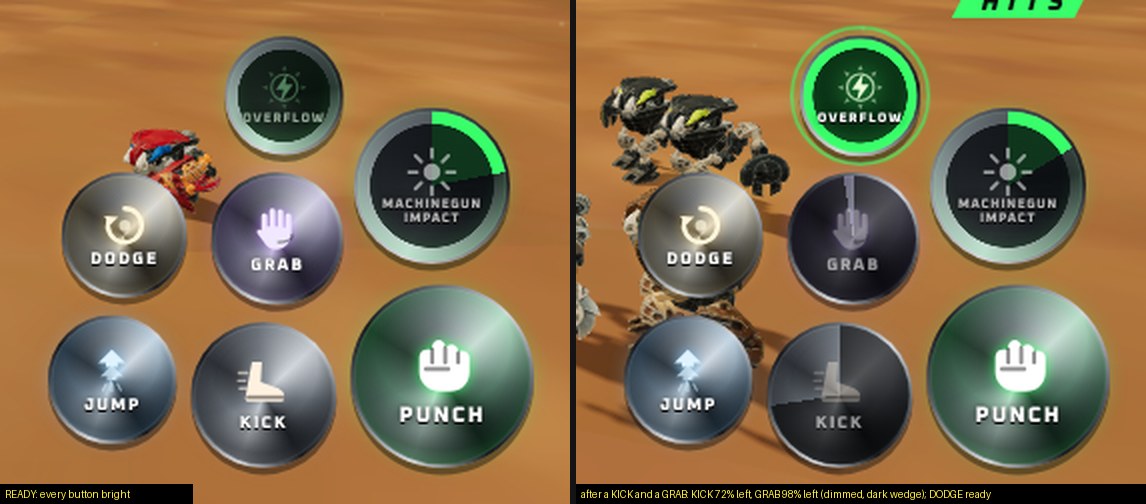 OVERFLOW
MACHINEGUN
IMPACT
DODGE
GRAB
JUMP
KICK
PUNCH
READY: every button bright
HITS
OVERFLOW
MACHINEGUN
IMPACT
DODGE
GRAB
JUMP
KICK
PUNCH
after a KICK and a GRAB: KICK 72% left, GRAB 98% left (dimmed, dark wedge); DODGE ready